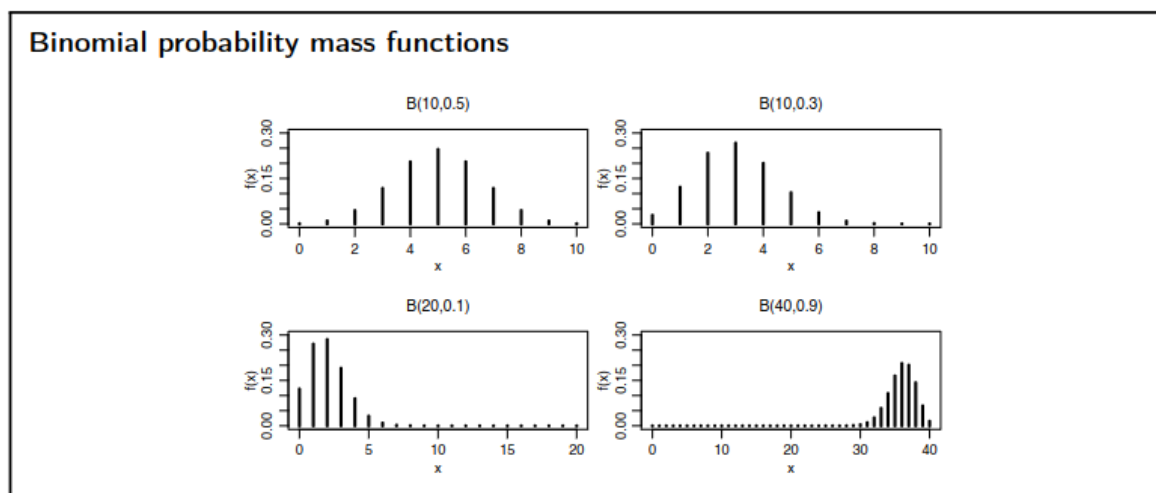 Binomial probability mass functions
B(10,0.5)
f(x)
0.00 0.15 0.30
0 2 4 6 8 10
x
B(10,0.3)
f(x)
0.00 0.15 0.30
0 2 4 6 8 10
x
B(20,0.1)
f(x)
0.00 0.15 0.30
0 5 10 15 20
x
B(40,0.9)
f(x)
0.00 0.15 0.30
0 10 20 30 40
x